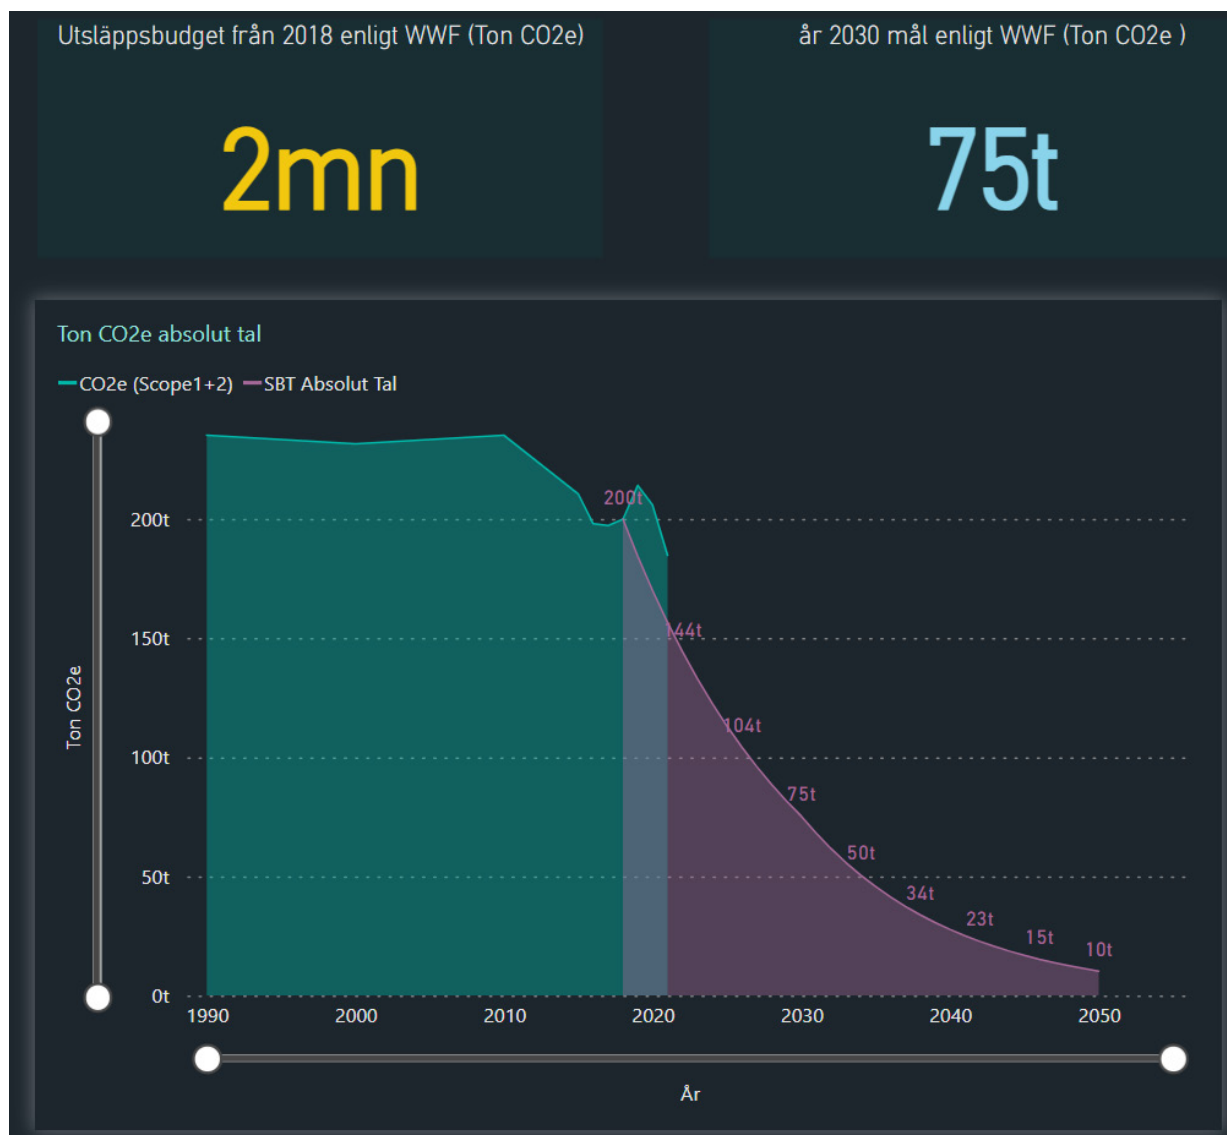 Utsläppsbudget från 2018 enligt WWF (Ton CO2e)
år 2030 mål enligt WWF (Ton CO2e )
2mn
75t
Ton CO2e absolut tal
CO2e (Scope1+2) SBT Absolut Tal
200t
200t
150t
144t
Ton CO2e
104t
100t
75t
50t
50t
34t
23t
15t
10t
0t
1990 2000 2010 2020 2030 2040 2050
År